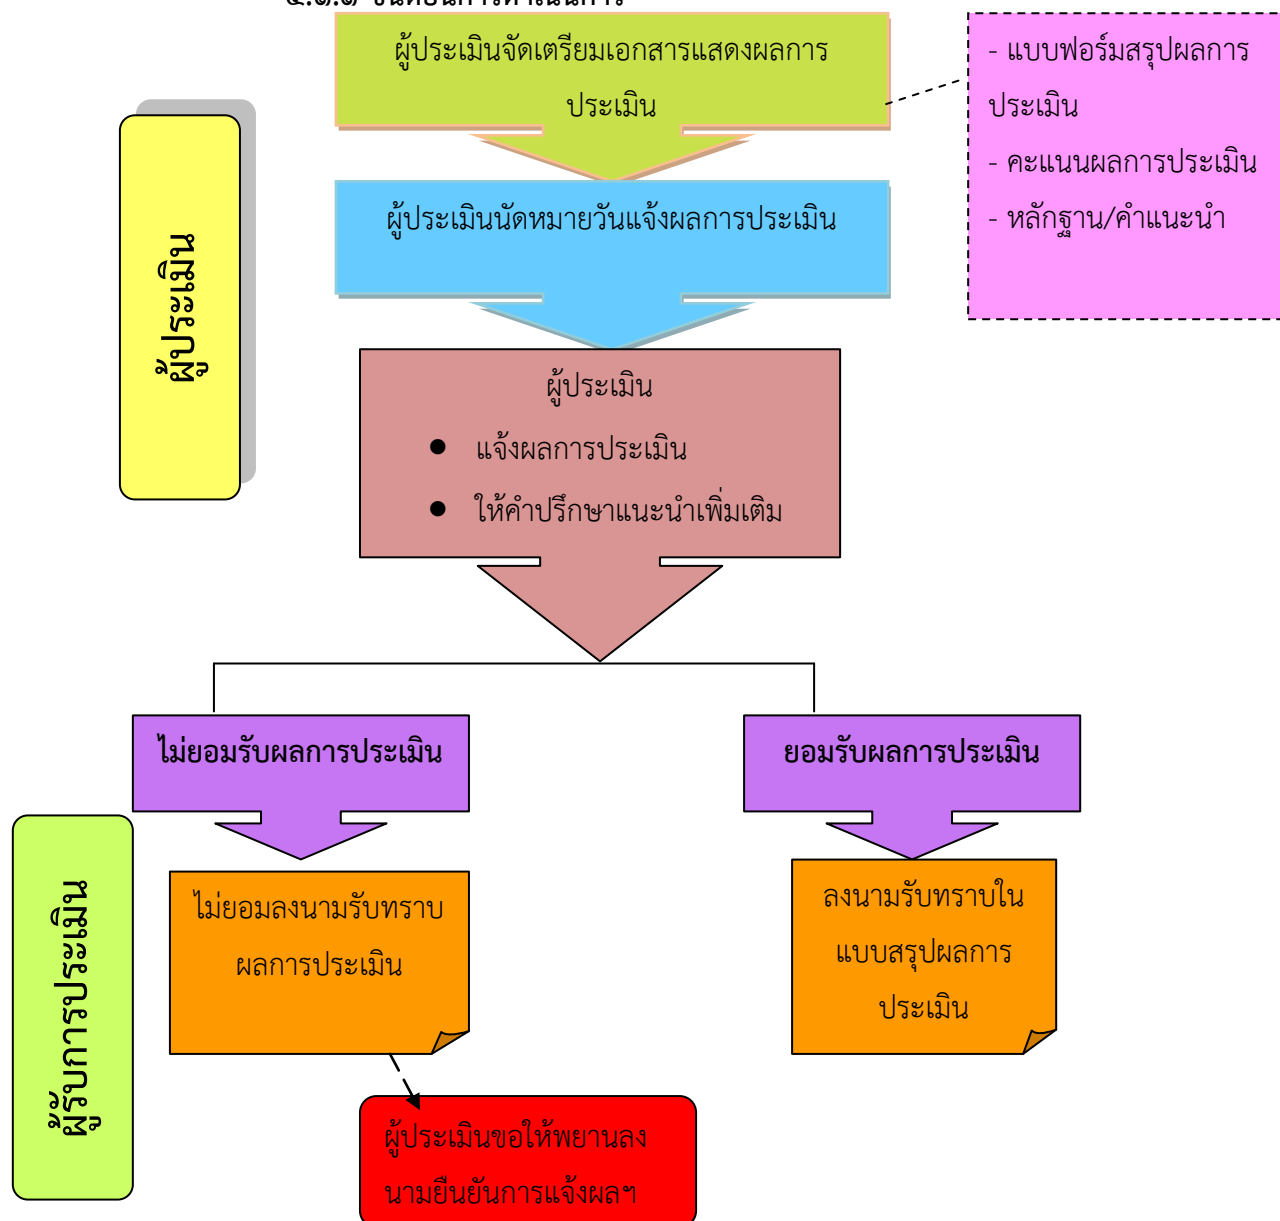 ผู้ประเมินจัดเตรียมเอกสารแสดงผลการ
ประเมิน
- แบบฟอร์มสรุปผลการ
ประเมิน
- คะแนนผลการประเมิน
- หลักฐาน/คำแนะนำ
ผู้ประเมิน
ผู้ประเมินนัดหมายวันแจ้งผลการประเมิน
ผู้ประเมิน
● แจ้งผลการประเมิน
● ให้คำปรึกษาแนะนำเพิ่มเติม
ไม่ยอมรับผลการประเมิน
ยอมรับผลการประเมิน
ผู้รับการประเมิน
ไม่ยอมลงนามรับทราบ
ผลการประเมิน
ลงนามรับทราบใน
แบบสรุปผลการ
ประเมิน
ผู้ประเมินขอให้พยานลง
นามยืนยันการแจ้งผลฯ